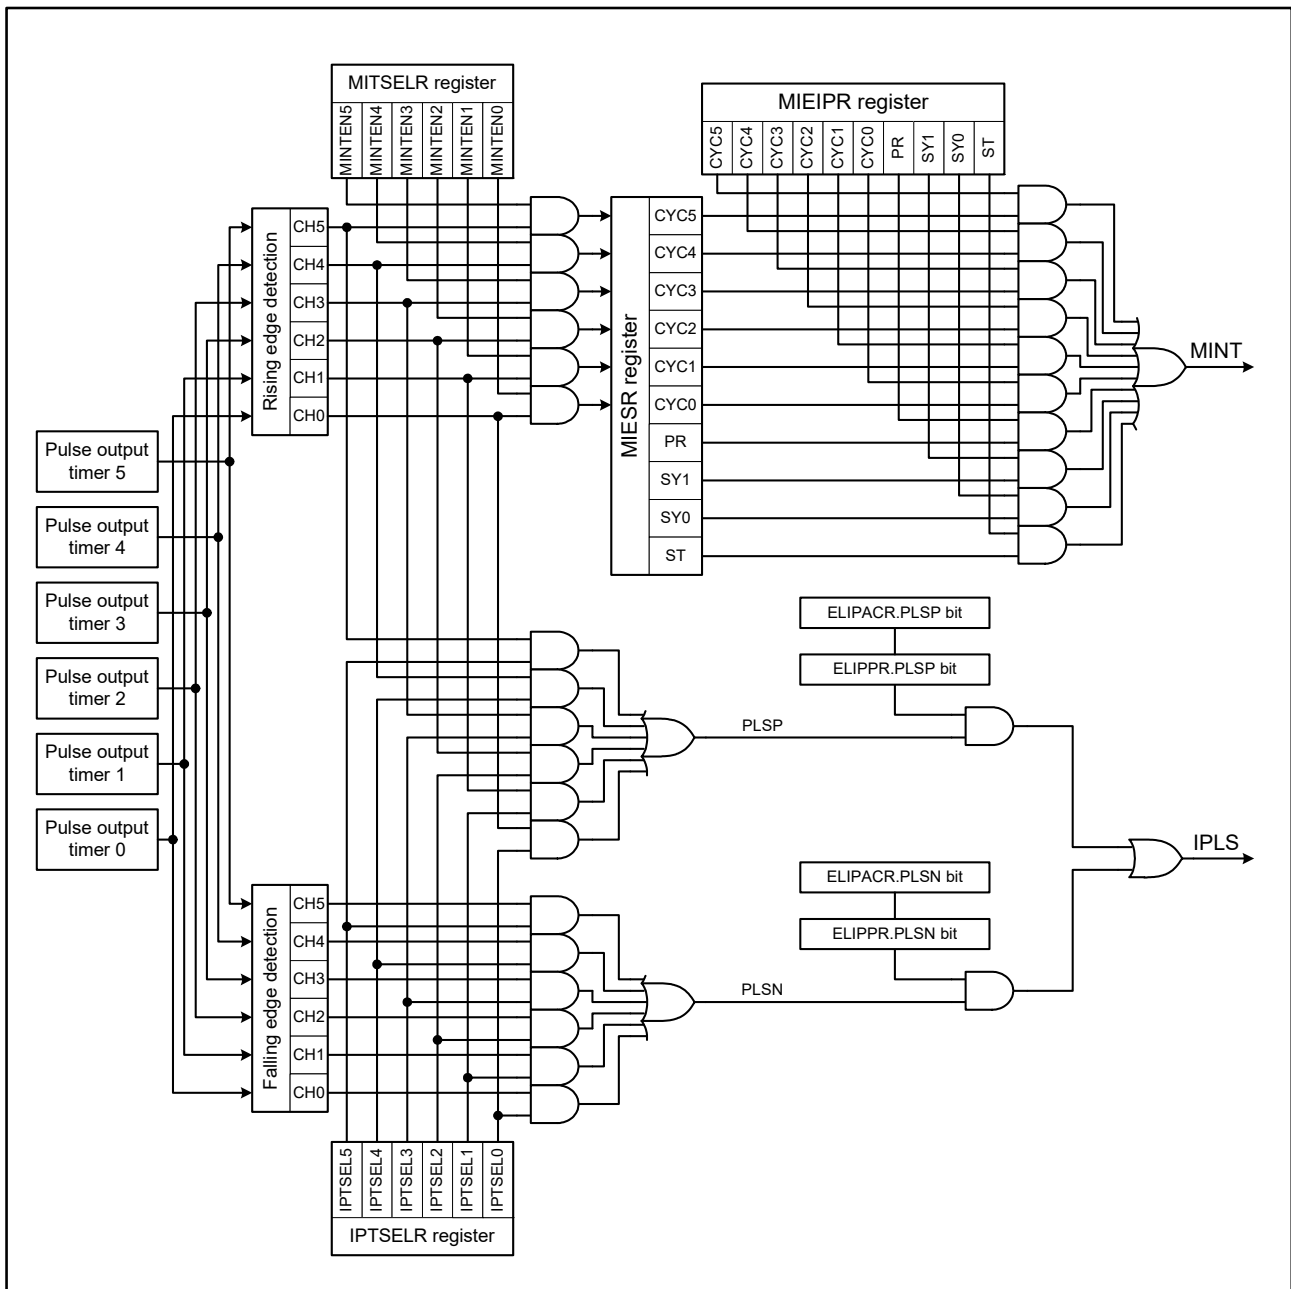 MITSELR register
MINTEN5
MINTEN4
MINTEN3
MINTEN2
MINTEN1
MINTEN0
MIEIPR register
CYC5
CYC4
CYC3
CYC2
CYC1
CYC0
PR
SY1
SY0
ST
Rising edge detection
CH5
CH4
CH3
CH2
CH1
CH0
MIESR register
CYC5
CYC4
CYC3
CYC2
CYC1
CYC0
PR
SY1
SY0
ST
MINT
Pulse output
timer 5
Pulse output
timer 4
Pulse output
timer 3
Pulse output
timer 2
Pulse output
timer 1
Pulse output
timer 0
ELIPACR.PLSP bit
ELIPPR.PLSP bit
PLSP
IPLS
ELIPACR.PLSN bit
ELIPPR.PLSN bit
PLSN
Falling edge detection
CH5
CH4
CH3
CH2
CH1
CH0
IPTSEL5
IPTSEL4
IPTSEL3
IPTSEL2
IPTSEL1
IPTSEL0
IPTSELR register